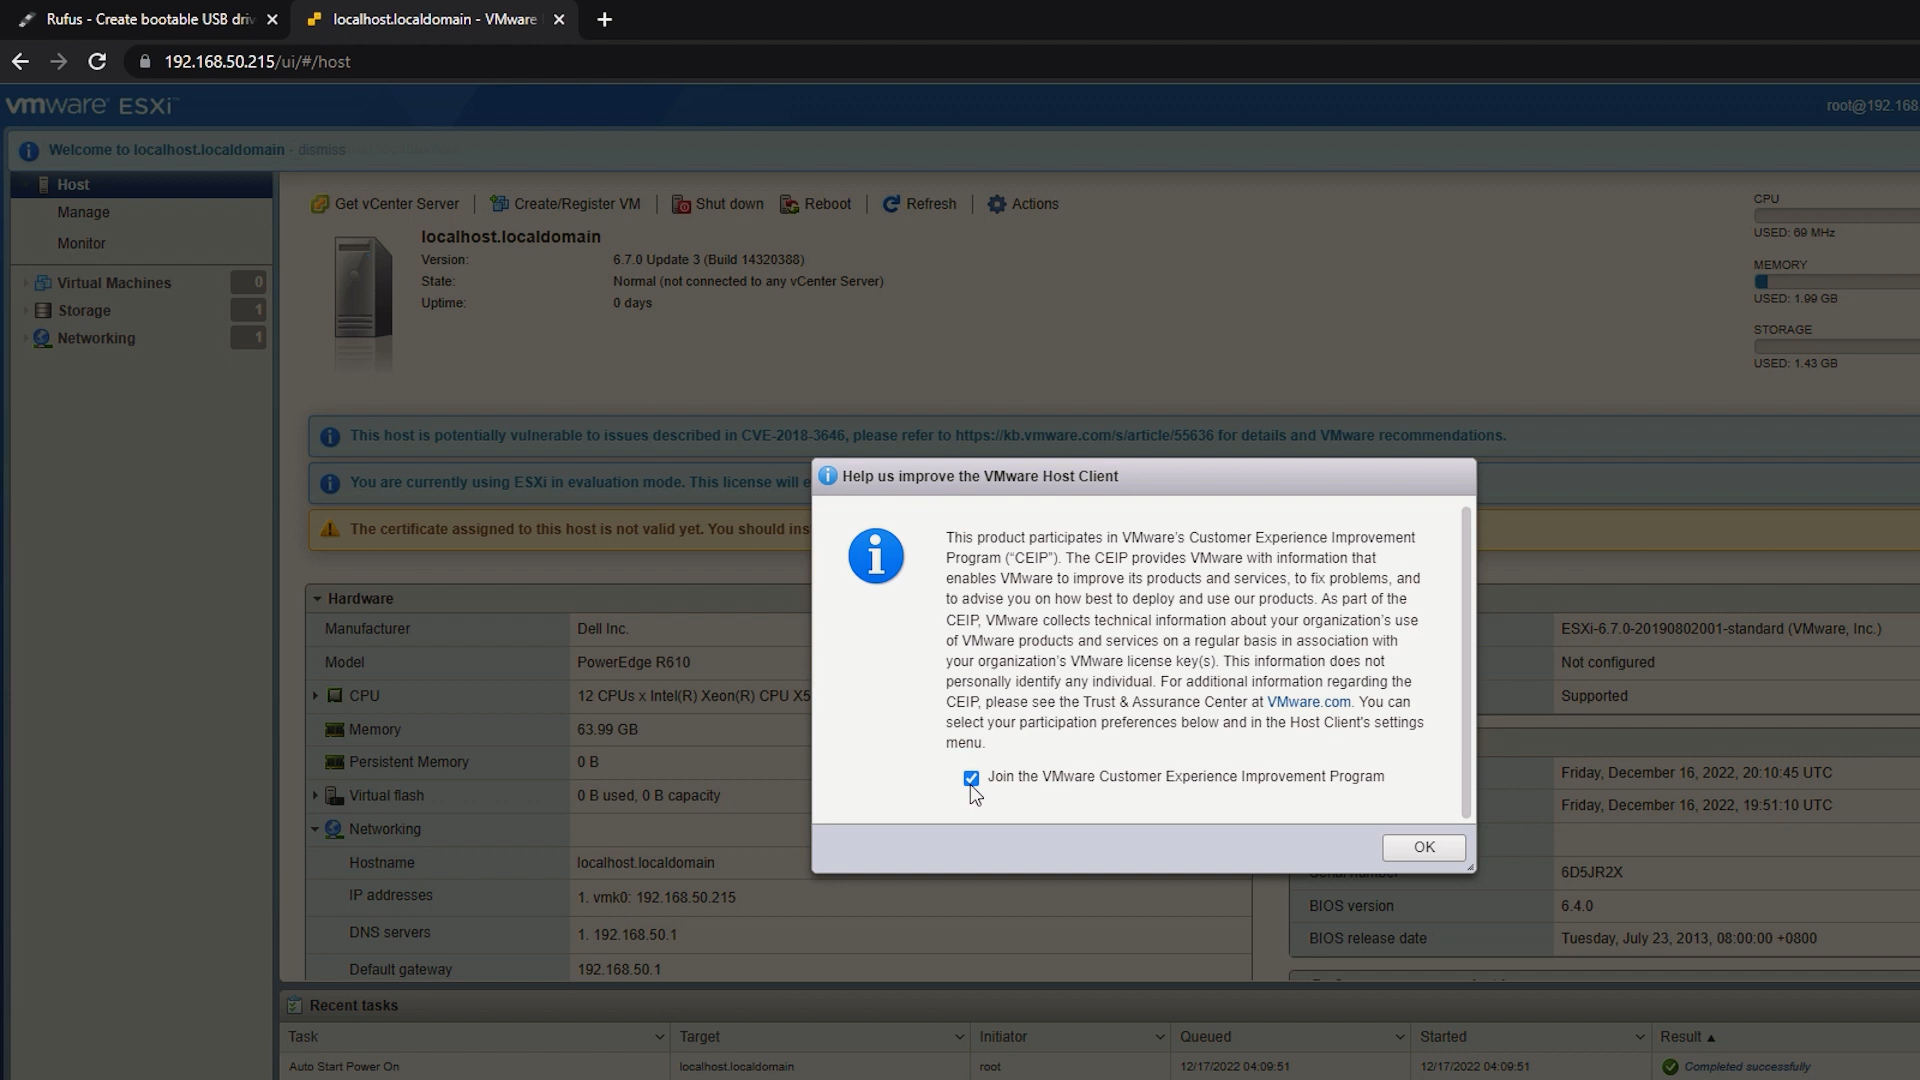 Rufus - Create bootable USB driv
localhost.localdomain - VMware
192.168.50.215/ui/#/host
vmware ESXi™
root@192.168.
Welcome to localhost.localdomain - dismiss
Host
Manage
Monitor
Virtual Machines 0
Storage 1
Networking 1
Get vCenter Server
Create/Register VM
Shut down
Reboot
Refresh
Actions
localhost.localdomain
Version: 6.7.0 Update 3 (Build 14320388)
State: Normal (not connected to any vCenter Server)
Uptime: 0 days
CPU
USED: 69 MHz
MEMORY
USED: 1.99 GB
STORAGE
USED: 1.43 GB
This host is potentially vulnerable to issues described in CVE-2018-3646, please refer to https://kb.vmware.com/s/article/55636 for details and VMware recommendations.
You are currently using ESXi in evaluation mode. This license will e
The certificate assigned to this host is not valid yet. You should ins
Help us improve the VMware Host Client
This product participates in VMware's Customer Experience Improvement
Program (“CEIP”). The CEIP provides VMware with information that
enables VMware to improve its products and services, to fix problems, and
to advise you on how best to deploy and use our products. As part of the
CEIP, VMware collects technical information about your organization's use
of VMware products and services on a regular basis in association with
your organization's VMware license key(s). This information does not
personally identify any individual. For additional information regarding the
CEIP, please see the Trust & Assurance Center at VMware.com. You can
select your participation preferences below and in the Host Client's settings
menu.
Join the VMware Customer Experience Improvement Program
OK
Hardware
Manufacturer Dell Inc.
Model PowerEdge R610
CPU 12 CPUs x Intel(R) Xeon(R) CPU X5
Memory 63.99 GB
Persistent Memory 0 B
Virtual flash 0 B used, 0 B capacity
Networking
Hostname localhost.localdomain
IP addresses 1. vmk0: 192.168.50.215
DNS servers 1. 192.168.50.1
Default gateway 192.168.50.1
ESXi-6.7.0-20190802001-standard (VMware, Inc.)
Not configured
Supported
Friday, December 16, 2022, 20:10:45 UTC
Friday, December 16, 2022, 19:51:10 UTC
Serial number 6D5JR2X
BIOS version 6.4.0
BIOS release date Tuesday, July 23, 2013, 08:00:00 +0800
Recent tasks
Task Target Initiator Queued Started Result
Auto Start Power On localhost.localdomain root 12/17/2022 04:09:51 12/17/2022 04:09:51 Completed successfully